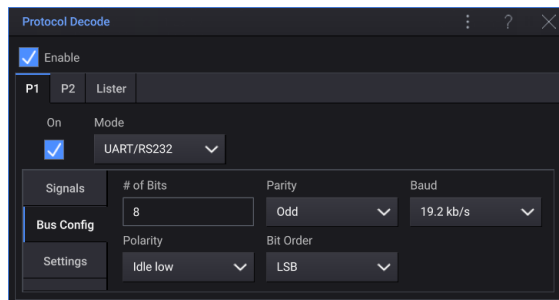 Protocol Decode
Enable
P1 P2 Lister
On Mode
UART/RS232
Signals
Bus Config
Settings
# of Bits Parity Baud
8 Odd 19.2 kb/s
Polarity Bit Order
Idle low LSB